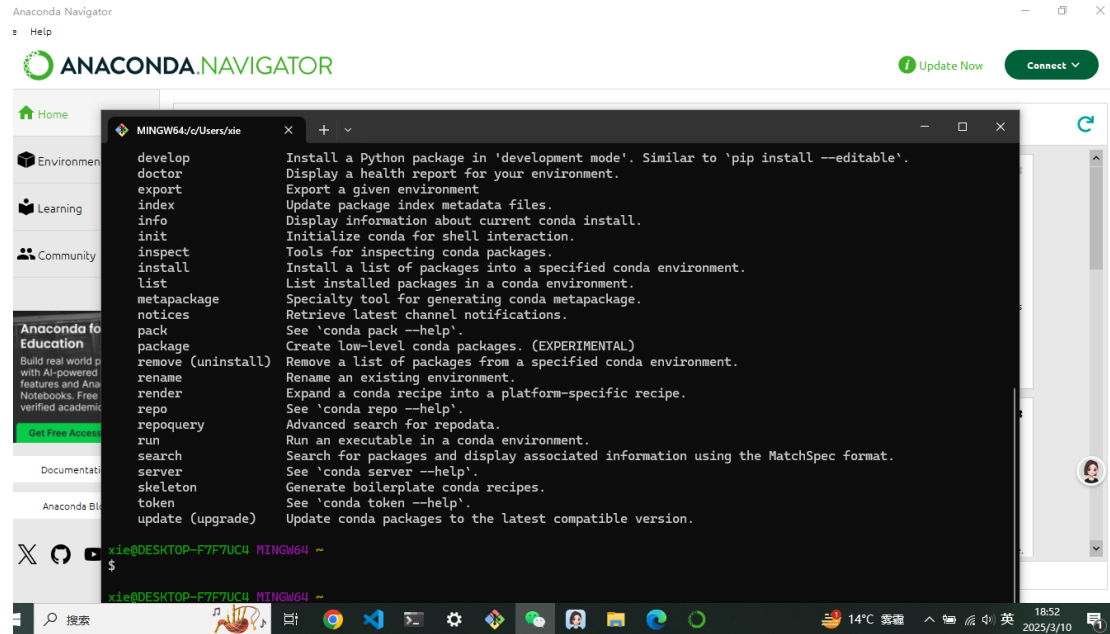 Anaconda Navigator
Help
ANACONDA.NAVIGATOR
Update Now
Connect
Home
MINGW64:/c/Users/xie
Environmen
Learning
Community
Anaconda fo
Education
Build real world p
with AI-powered
features and Ana
Notebooks. Free
verified academic
Get Free Access
Documentati
Anaconda Blo
develop Install a Python package in 'development mode'. Similar to `pip install --editable`.
doctor Display a health report for your environment.
export Export a given environment
index Update package index metadata files.
info Display information about current conda install.
init Initialize conda for shell interaction.
inspect Tools for inspecting conda packages.
install Install a list of packages into a specified conda environment.
list List installed packages in a conda environment.
metapackage Specialty tool for generating conda metapackage.
notices Retrieve latest channel notifications.
pack See `conda pack --help`.
package Create low-level conda packages. (EXPERIMENTAL)
remove (uninstall) Remove a list of packages from a specified conda environment.
rename Rename an existing environment.
render Expand a conda recipe into a platform-specific recipe.
repo See `conda repo --help`.
repoquery Advanced search for repodata.
run Run an executable in a conda environment.
search Search for packages and display associated information using the MatchSpec format.
server See `conda server --help`.
skeleton Generate boilerplate conda recipes.
token See `conda token --help`.
update (upgrade) Update conda packages to the latest compatible version.
xie@DESKTOP-F7F7UC4 MINGW64 ~
$
xie@DESKTOP-F7F7UC4 MINGW64 ~
搜索
14°C 雾霾
英
18:52
2025/3/10